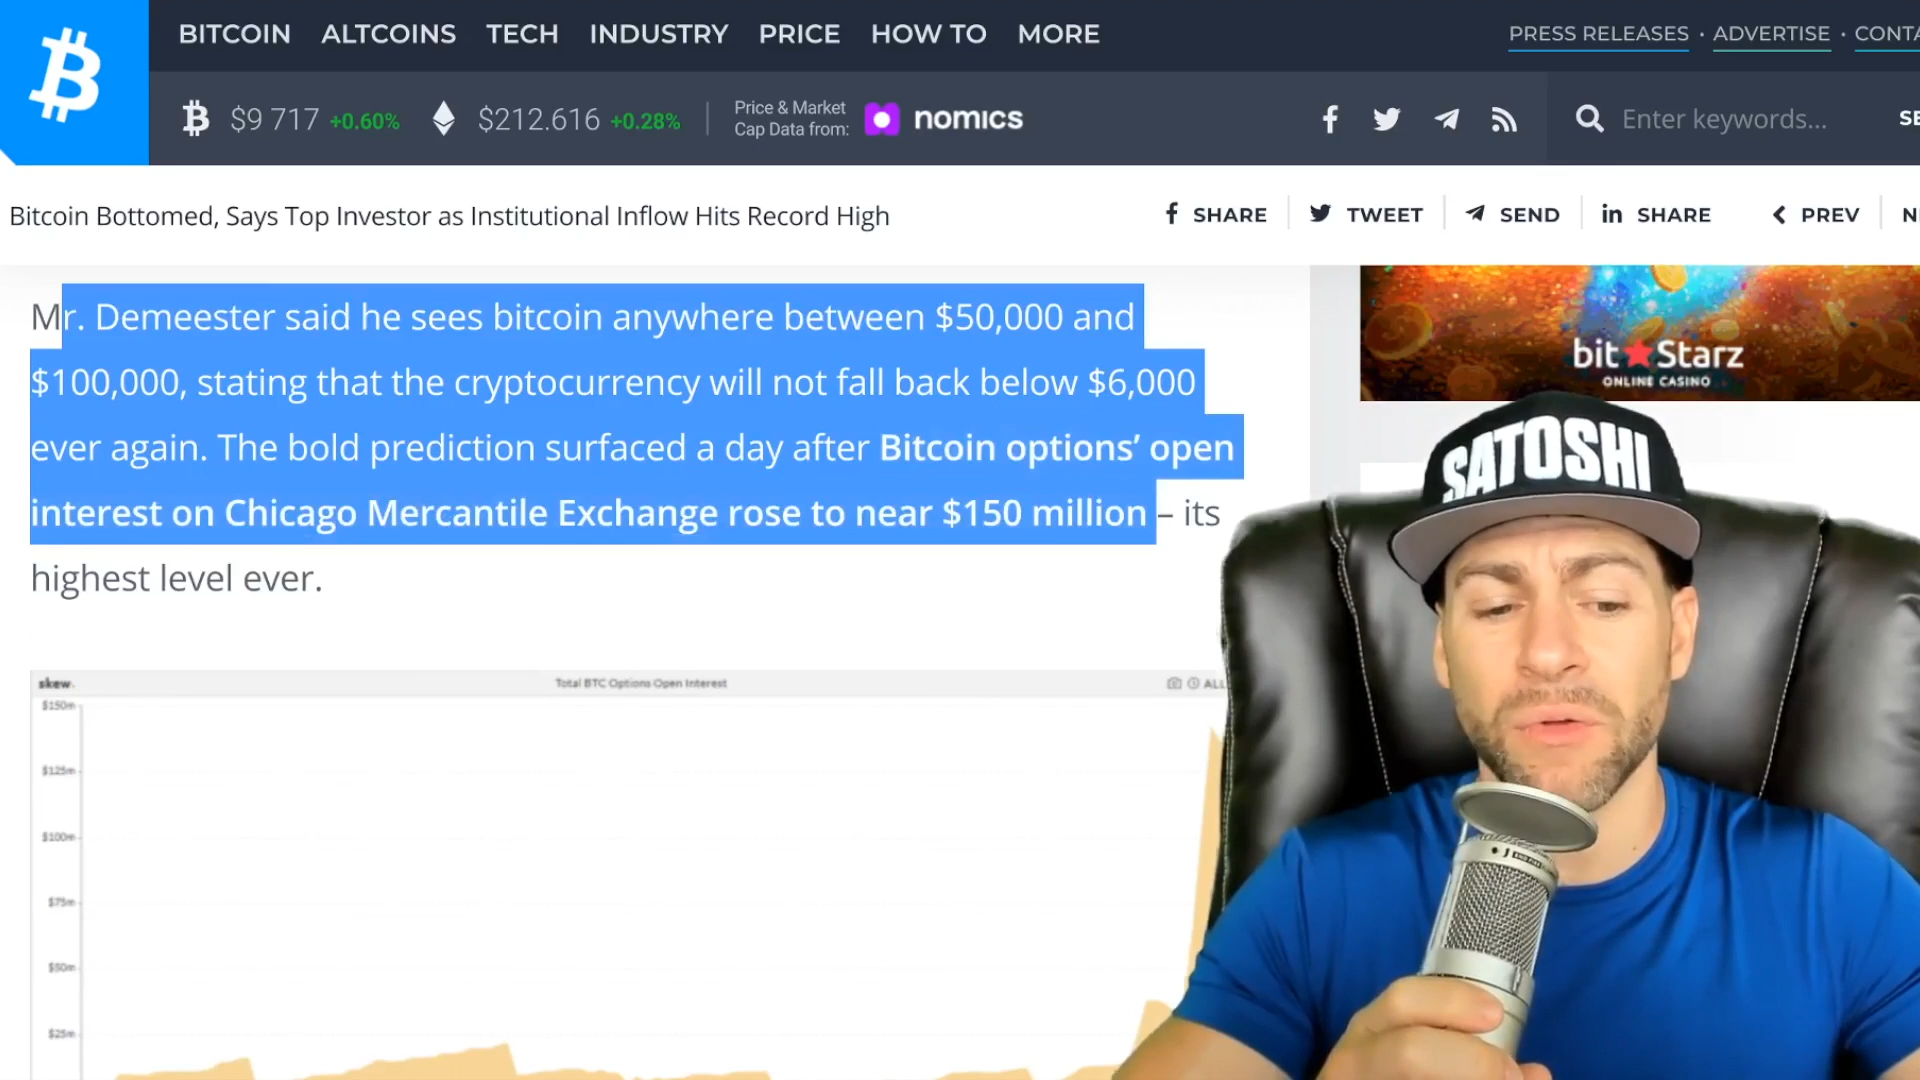 BITCOIN ALTCOINS TECH INDUSTRY PRICE HOW TO MORE
PRESS RELEASES · ADVERTISE · CONTA
$9 717 +0.60% $212.616 +0.28%
Price & Market
Cap Data from:
nomics
Enter keywords...
SE
Bitcoin Bottomed, Says Top Investor as Institutional Inflow Hits Record High
SHARE TWEET SEND SHARE PREV
Mr. Demeester said he sees bitcoin anywhere between $50,000 and
$100,000, stating that the cryptocurrency will not fall back below $6,000
ever again. The bold prediction surfaced a day after Bitcoin options’ open
interest on Chicago Mercantile Exchange rose to near $150 million – its
highest level ever.
bit Starz
ONLINE CASINO
SATOSHI
skew.
Total BTC Options Open Interest
ALL
$150m
$125m
$100m
$75m
$50m
$25m